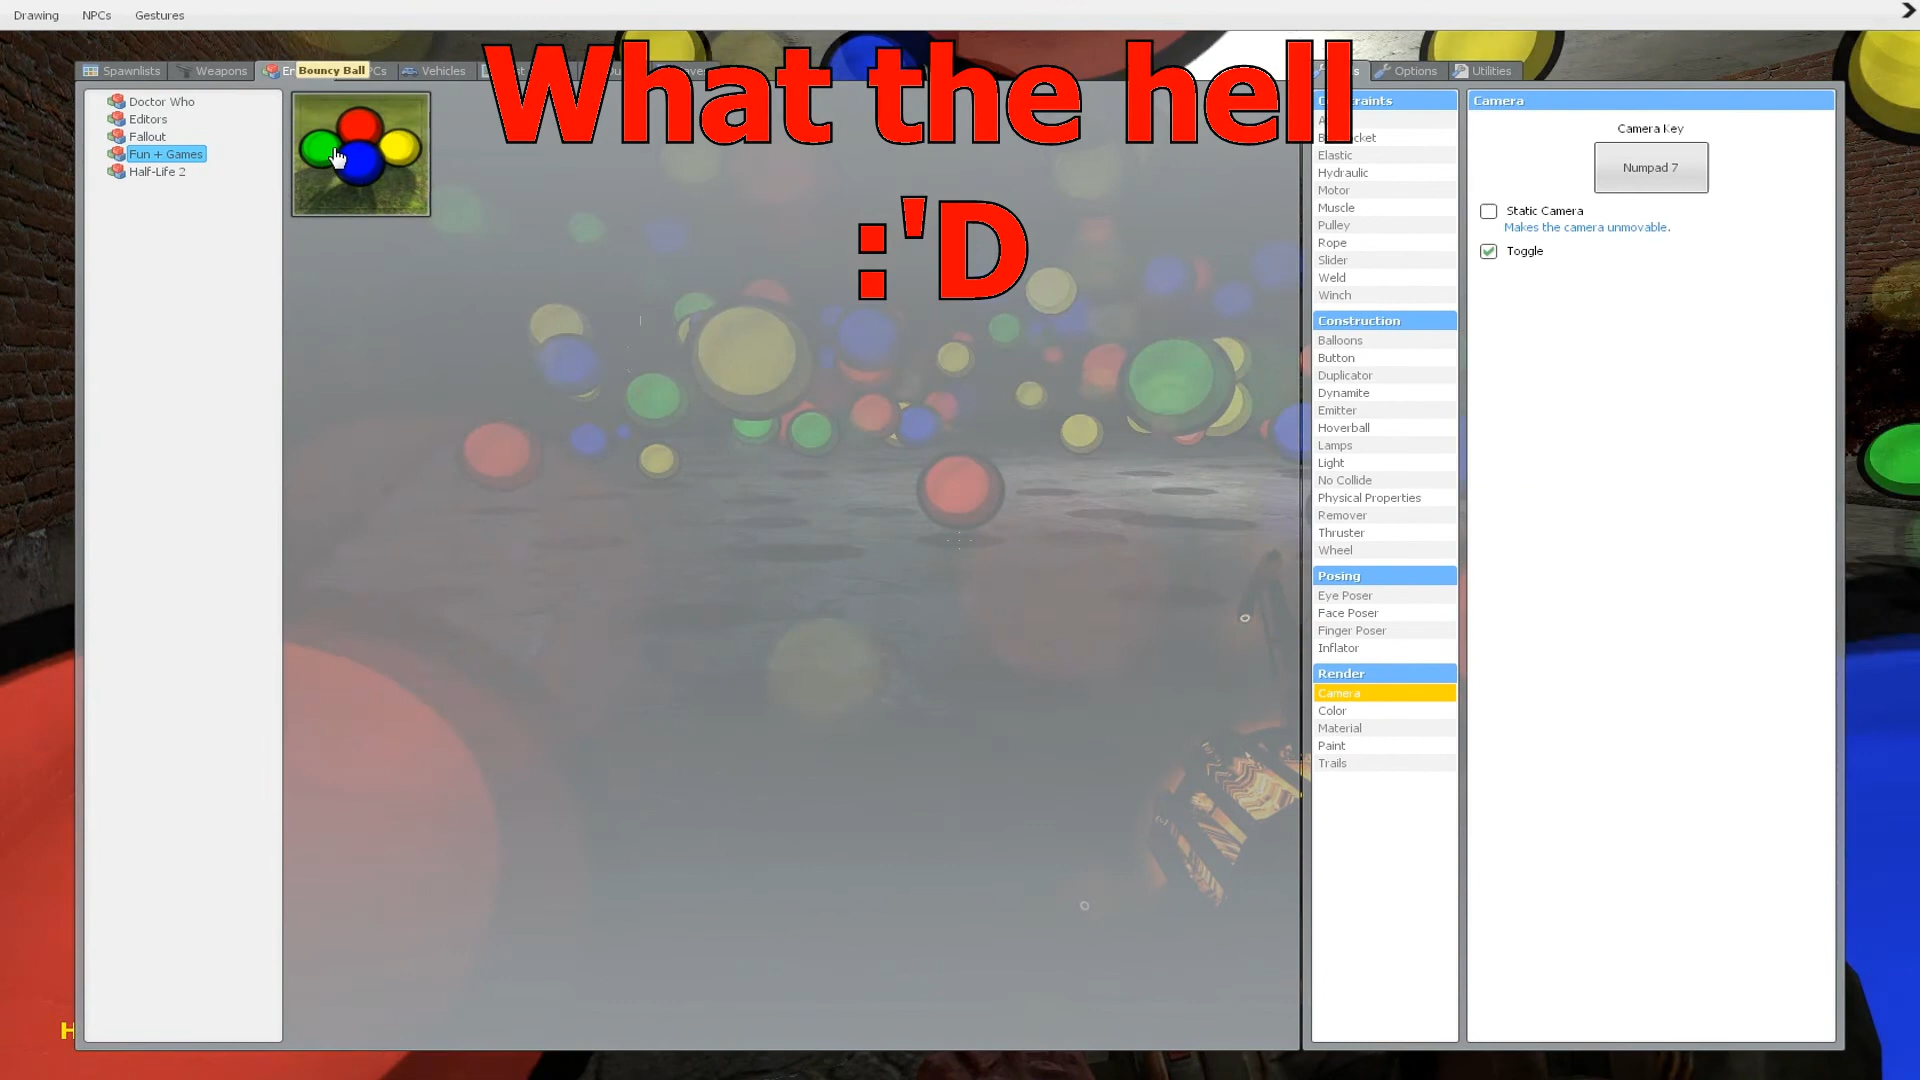 Drawing NPCs Gestures
What the hell
:'D
Spawnlists Weapons En Bouncy Ball PCs Vehicles
Options Utilities
Doctor Who
Editors
Fallout
Fun + Games
Half-Life 2
Elastic
Hydraulic
Motor
Muscle
Pulley
Rope
Slider
Weld
Winch
Construction
Balloons
Button
Duplicator
Dynamite
Emitter
Hoverball
Lamps
Light
No Collide
Physical Properties
Remover
Thruster
Wheel
Posing
Eye Poser
Face Poser
Finger Poser
Inflator
Render
Camera
Color
Material
Paint
Trails
Camera
Camera Key
Numpad 7
Static Camera
Makes the camera unmovable.
Toggle
H